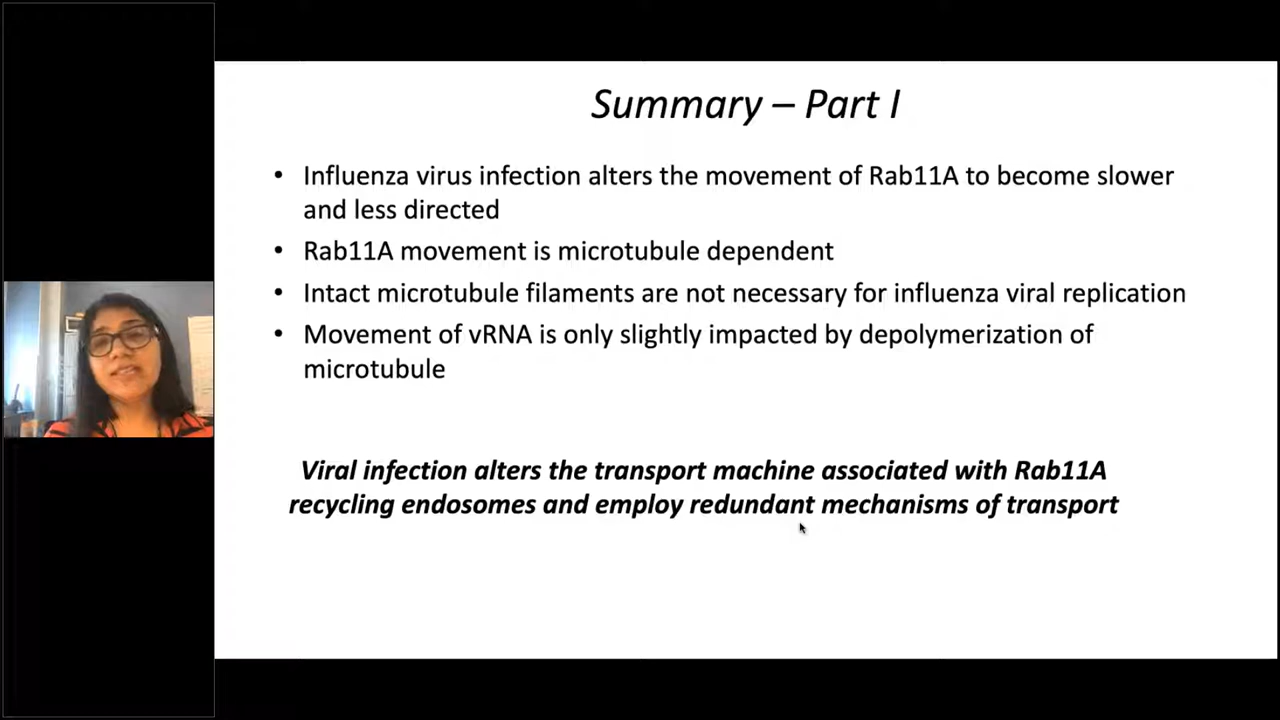 Summary – Part I
• Influenza virus infection alters the movement of Rab11A to become slower
and less directed
• Rab11A movement is microtubule dependent
• Intact microtubule filaments are not necessary for influenza viral replication
• Movement of vRNA is only slightly impacted by depolymerization of
microtubule
Viral infection alters the transport machine associated with Rab11A
recycling endosomes and employ redundant mechanisms of transport